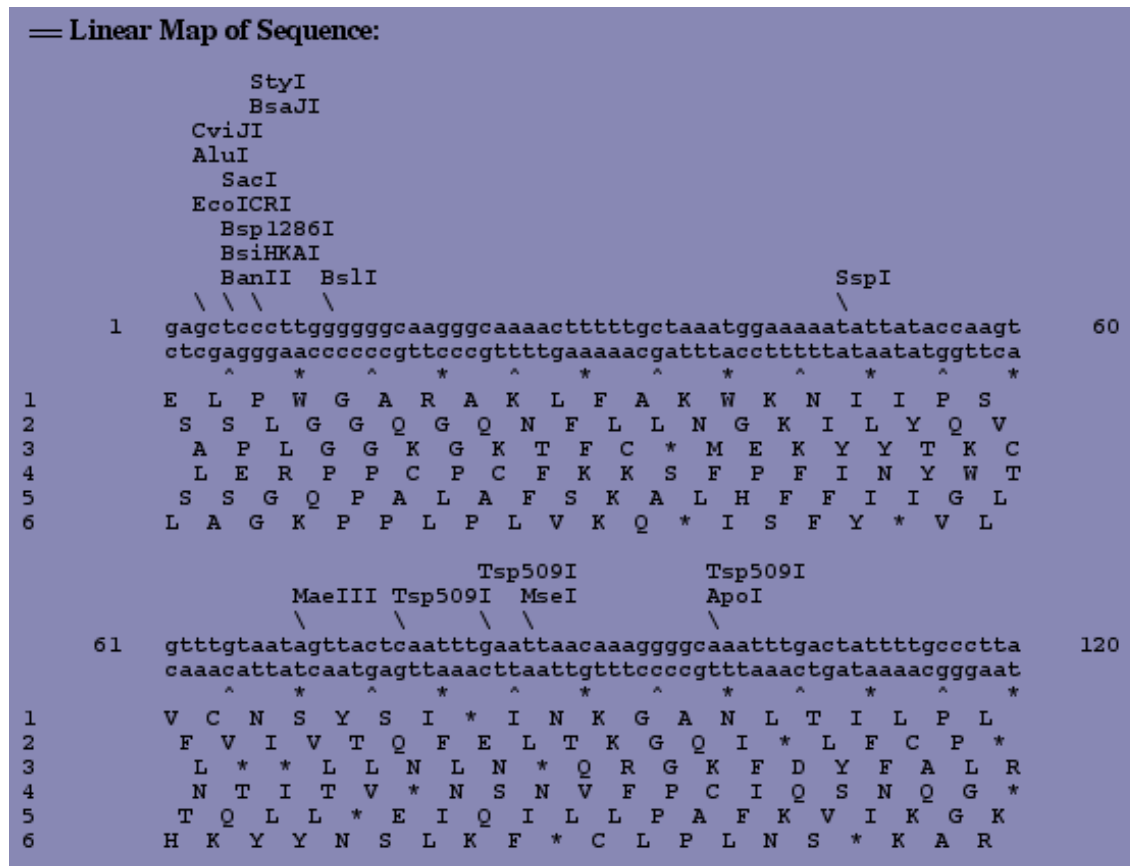 == Linear Map of Sequence:
StyI
BsaJI
CviJI
AluI
SacI
EcoICRI
Bsp1286I
BsiHKAI
BanII BslI SspI
\ \ \ \ \
1 gagctcccttggggggcaagggcaaaactttttgctaaatggaaaaatattataccaagt 60
ctcgagggaaccccccgttcccgttttgaaaaacgatttacctttttataatatggttca
^ * ^ * ^ * ^ * ^ * ^ *
1 E L P W G A R A K L F A K W K N I I P S
2 S S L G G Q G Q N F L L N G K I L Y Q V
3 A P L G G K G K T F C * M E K Y Y T K C
4 L E R P P C P C F K K S F P F I N Y W T
5 S S G Q P A L A F S K A L H F F I I G L
6 L A G K P P L P L V K Q * I S F Y * V L
Tsp509I Tsp509I
MaeIII Tsp509I MseI ApoI
\ \ \ \ \
61 gtttgtaatagttactcaatttgaattaacaaaggggcaaatttgactattttgccctta 120
caaacattatcaatgagttaaacttaattgtttccccgtttaaactgataaaacgggaat
^ * ^ * ^ * ^ * ^ * ^ *
1 V C N S Y S I * I N K G A N L T I L P L
2 F V I V T Q F E L T K G Q I * L F C P *
3 L * * L L N L N * Q R G K F D Y F A L R
4 N T I T V * N S N V F P C I Q S N Q G *
5 T Q L L * E I Q I L L P A F K V I K G K
6 H K Y Y N S L K F * C L P L N S * K A R